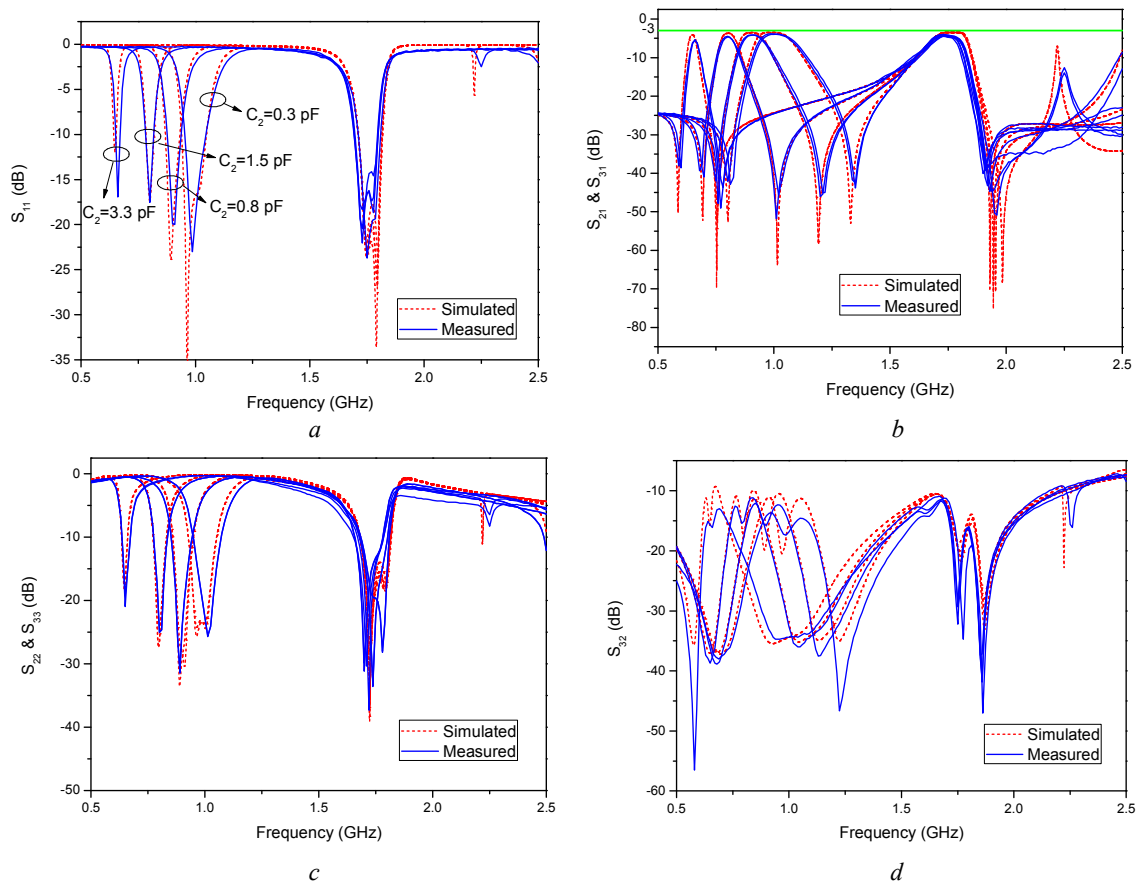 0
-5
-10
-15
-20
-25
-30
-35
S11 (dB)
C2=0.3 pF
C2=1.5 pF
C2=0.8 pF
C2=3.3 pF
Simulated
Measured
0.5 1.0 1.5 2.0 2.5
Frequency (GHz)
a
0
-3
-10
-20
-30
-40
-50
-60
-70
-85
S21 & S31 (dB)
Simulated
Measured
0.5 1.0 1.5 2.0 2.5
Frequency (GHz)
b
0
-10
-20
-30
-40
-50
S22 & S33 (dB)
Simulated
Measured
0.5 1.0 1.5 2.0 2.5
Frequency (GHz)
c
-10
-20
-30
-40
-50
-60
S32 (dB)
Simulated
Measured
0.5 1.0 1.5 2.0 2.5
Frequency (GHz)
d